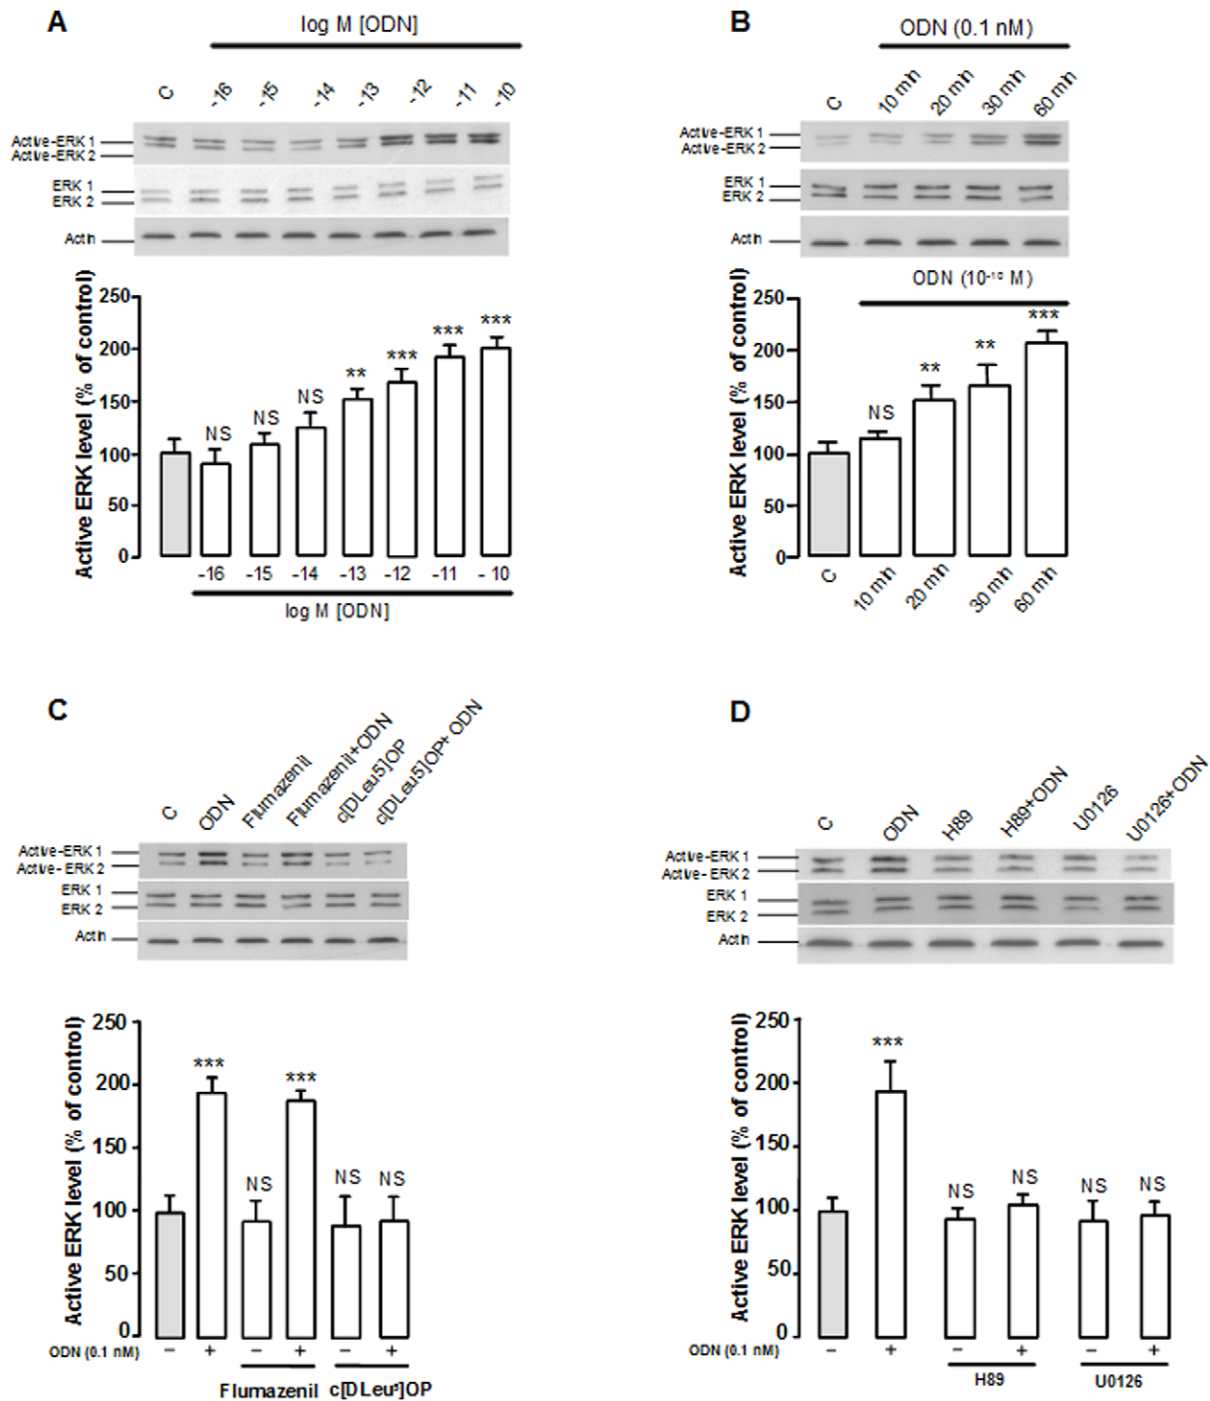 A
log M [ODN]
C -16 -15 -14 -13 -12 -11 -10
Active-ERK 1
Active-ERK 2
ERK 1
ERK 2
Actin
Active ERK level (% of control)
250
200
150
100
50
0
NS NS NS ** *** *** ***
-16 -15 -14 -13 -12 -11 - 10
log M [ODN]
B
ODN (0.1 nM)
C 10 min 20 min 30 min 60 min
Active-ERK 1
Active-ERK 2
ERK 1
ERK 2
Actin
ODN (10⁻¹⁰ M)
Active ERK level (% of control)
250
200
150
100
50
0
NS ** ** ***
C 10 min 20 min 30 min 60 min
C
C ODN Flumazenil Flumazenil+ODN c[DLeu5]OP c[DLeu5]OP+ ODN
Active-ERK 1
Active- ERK 2
ERK 1
ERK 2
Actin
Active ERK level (% of control)
250
200
150
100
50
0
*** NS *** NS NS
ODN (0.1 nM) – + – + – +
Flumazenil c[DLeu⁵]OP
D
C ODN H89 H89+ODN U0126 U0126+ODN
Active-ERK 1
Active- ERK 2
ERK 1
ERK 2
Actin
Active ERK level (% of control)
250
200
150
100
50
0
*** NS NS NS NS
ODN (0.1 nM) – + – + – +
H89 U0126